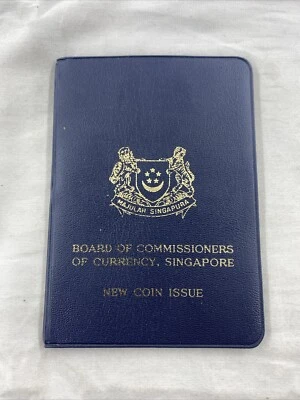 MAJULAH SINGAPURA
BOARD OF COMMISSIONERS
OF CURRENCY, SINGAPORE
NEW COIN ISSUE